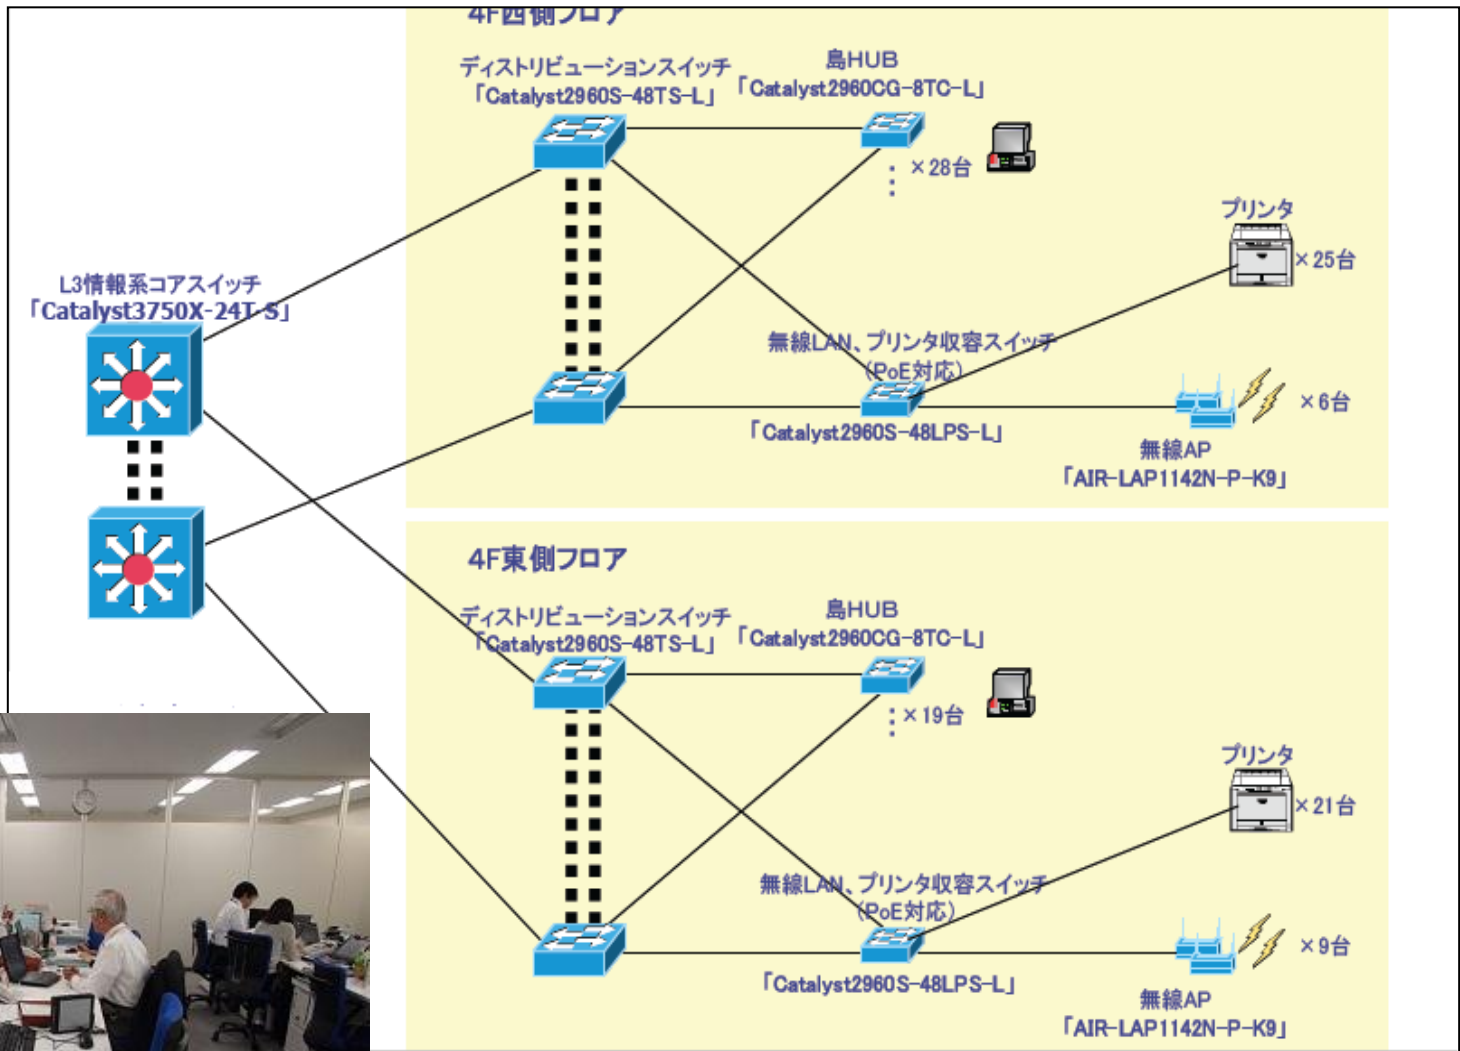 4F西側フロア
ディストリビューションスイッチ
「Catalyst2960S-48TS-L」
島HUB
「Catalyst2960CG-8TC-L」
×28台
プリンタ
×25台
L3情報系コアスイッチ
「Catalyst3750X-24T-S」
無線LAN、プリンタ収容スイッチ
(PoE対応)
「Catalyst2960S-48LPS-L」
×6台
無線AP
「AIR-LAP1142N-P-K9」
4F東側フロア
ディストリビューションスイッチ
「Catalyst2960S-48TS-L」
島HUB
「Catalyst2960CG-8TC-L」
×19台
プリンタ
×21台
無線LAN、プリンタ収容スイッチ
(PoE対応)
「Catalyst2960S-48LPS-L」
×9台
無線AP
「AIR-LAP1142N-P-K9」